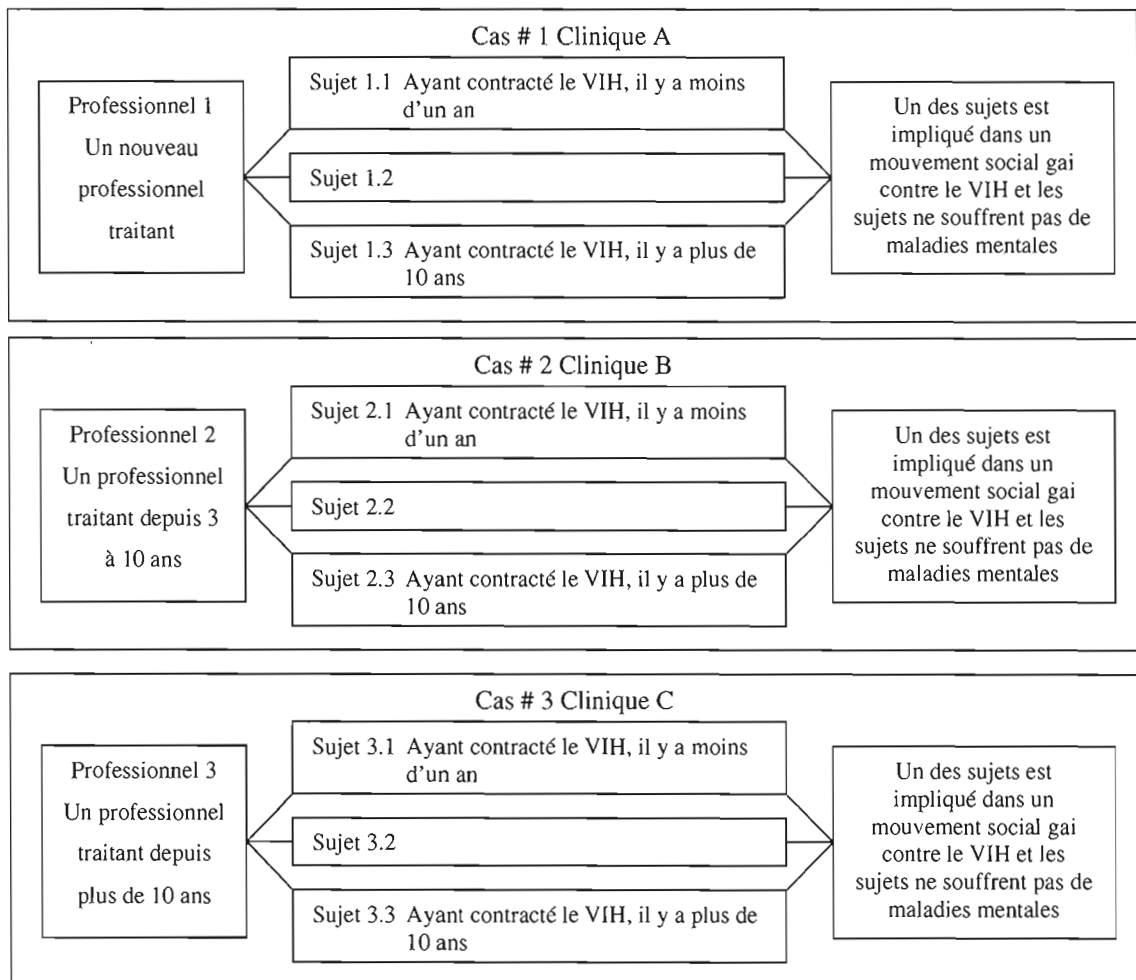 Cas # 1 Clinique A
Professionnel 1
Un nouveau
professionnel
traitant
Sujet 1.1 Ayant contracté le VIH, il y a moins
d'un an
Sujet 1.2
Sujet 1.3 Ayant contracté le VIH, il y a plus de
10 ans
Un des sujets est
impliqué dans un
mouvement social gai
contre le VIH et les
sujets ne souffrent pas de
maladies mentales
Cas # 2 Clinique B
Professionnel 2
Un professionnel
traitant depuis 3
à 10 ans
Sujet 2.1 Ayant contracté le VIH, il y a moins
d'un an
Sujet 2.2
Sujet 2.3 Ayant contracté le VIH, il y a plus de
10 ans
Un des sujets est
impliqué dans un
mouvement social gai
contre le VIH et les
sujets ne souffrent pas de
maladies mentales
Cas # 3 Clinique C
Professionnel 3
Un professionnel
traitant depuis
plus de 10 ans
Sujet 3.1 Ayant contracté le VIH, il y a moins
d'un an
Sujet 3.2
Sujet 3.3 Ayant contracté le VIH, il y a plus de
10 ans
Un des sujets est
impliqué dans un
mouvement social gai
contre le VIH et les
sujets ne souffrent pas de
maladies mentales